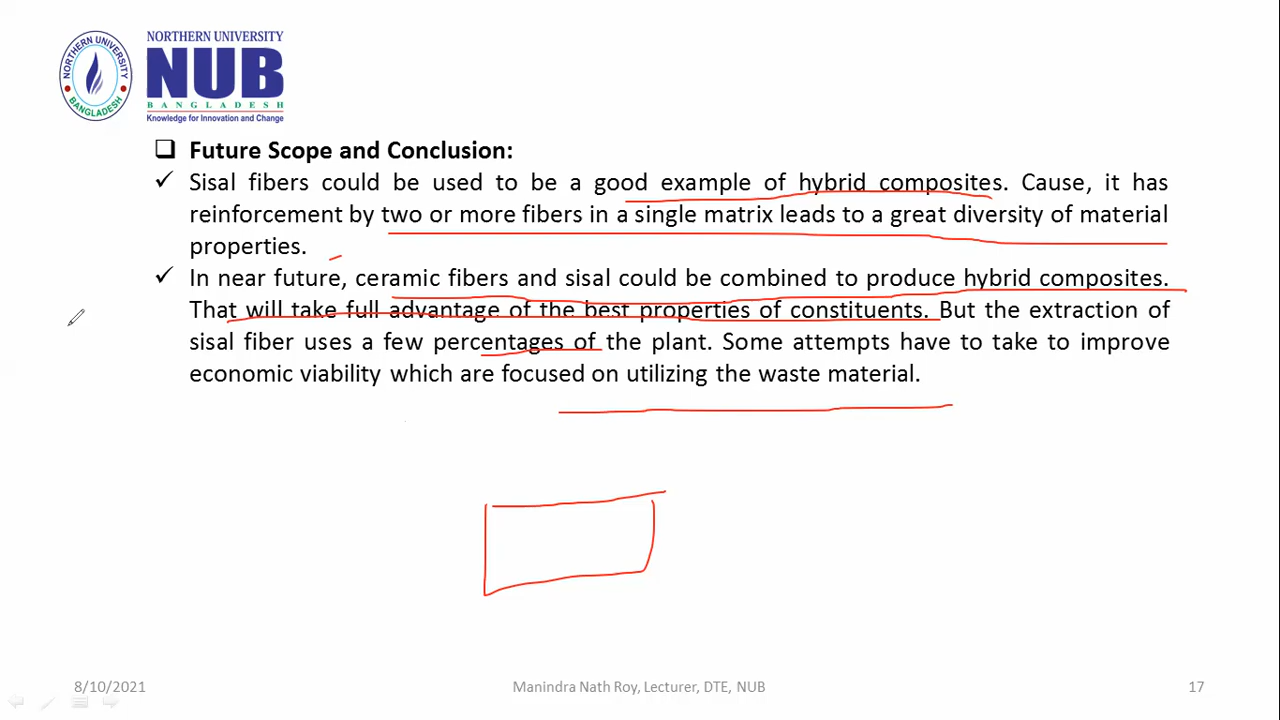 NORTHERN UNIVERSITY
NORTHERN UNIVERSITY
NUB
BANGLADESH
BANGLADESH
Knowledge for Innovation and Change
Future Scope and Conclusion:
Sisal fibers could be used to be a good example of hybrid composites. Cause, it has
reinforcement by two or more fibers in a single matrix leads to a great diversity of material
properties.
In near future, ceramic fibers and sisal could be combined to produce hybrid composites.
That will take full advantage of the best properties of constituents. But the extraction of
sisal fiber uses a few percentages of the plant. Some attempts have to take to improve
economic viability which are focused on utilizing the waste material.
8/10/2021
Manindra Nath Roy, Lecturer, DTE, NUB
17